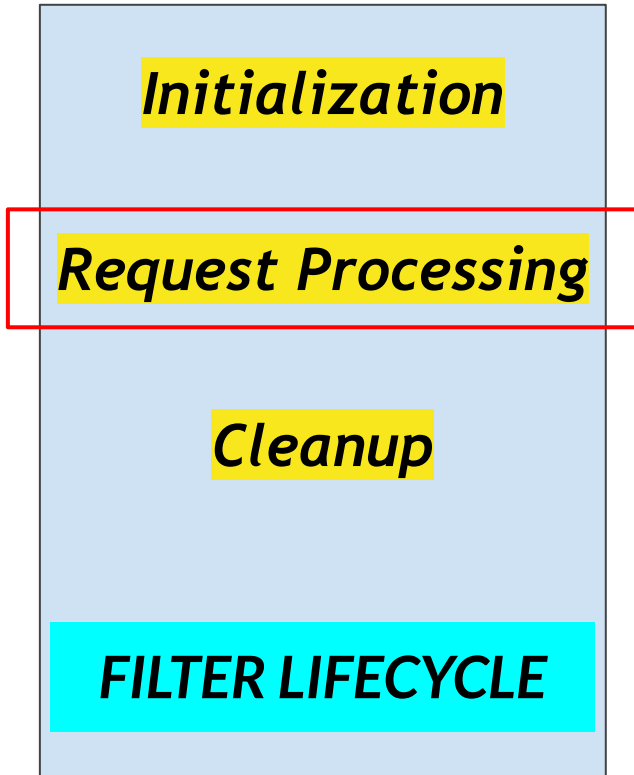 Initialization
Request Processing
Cleanup
FILTER LIFECYCLE